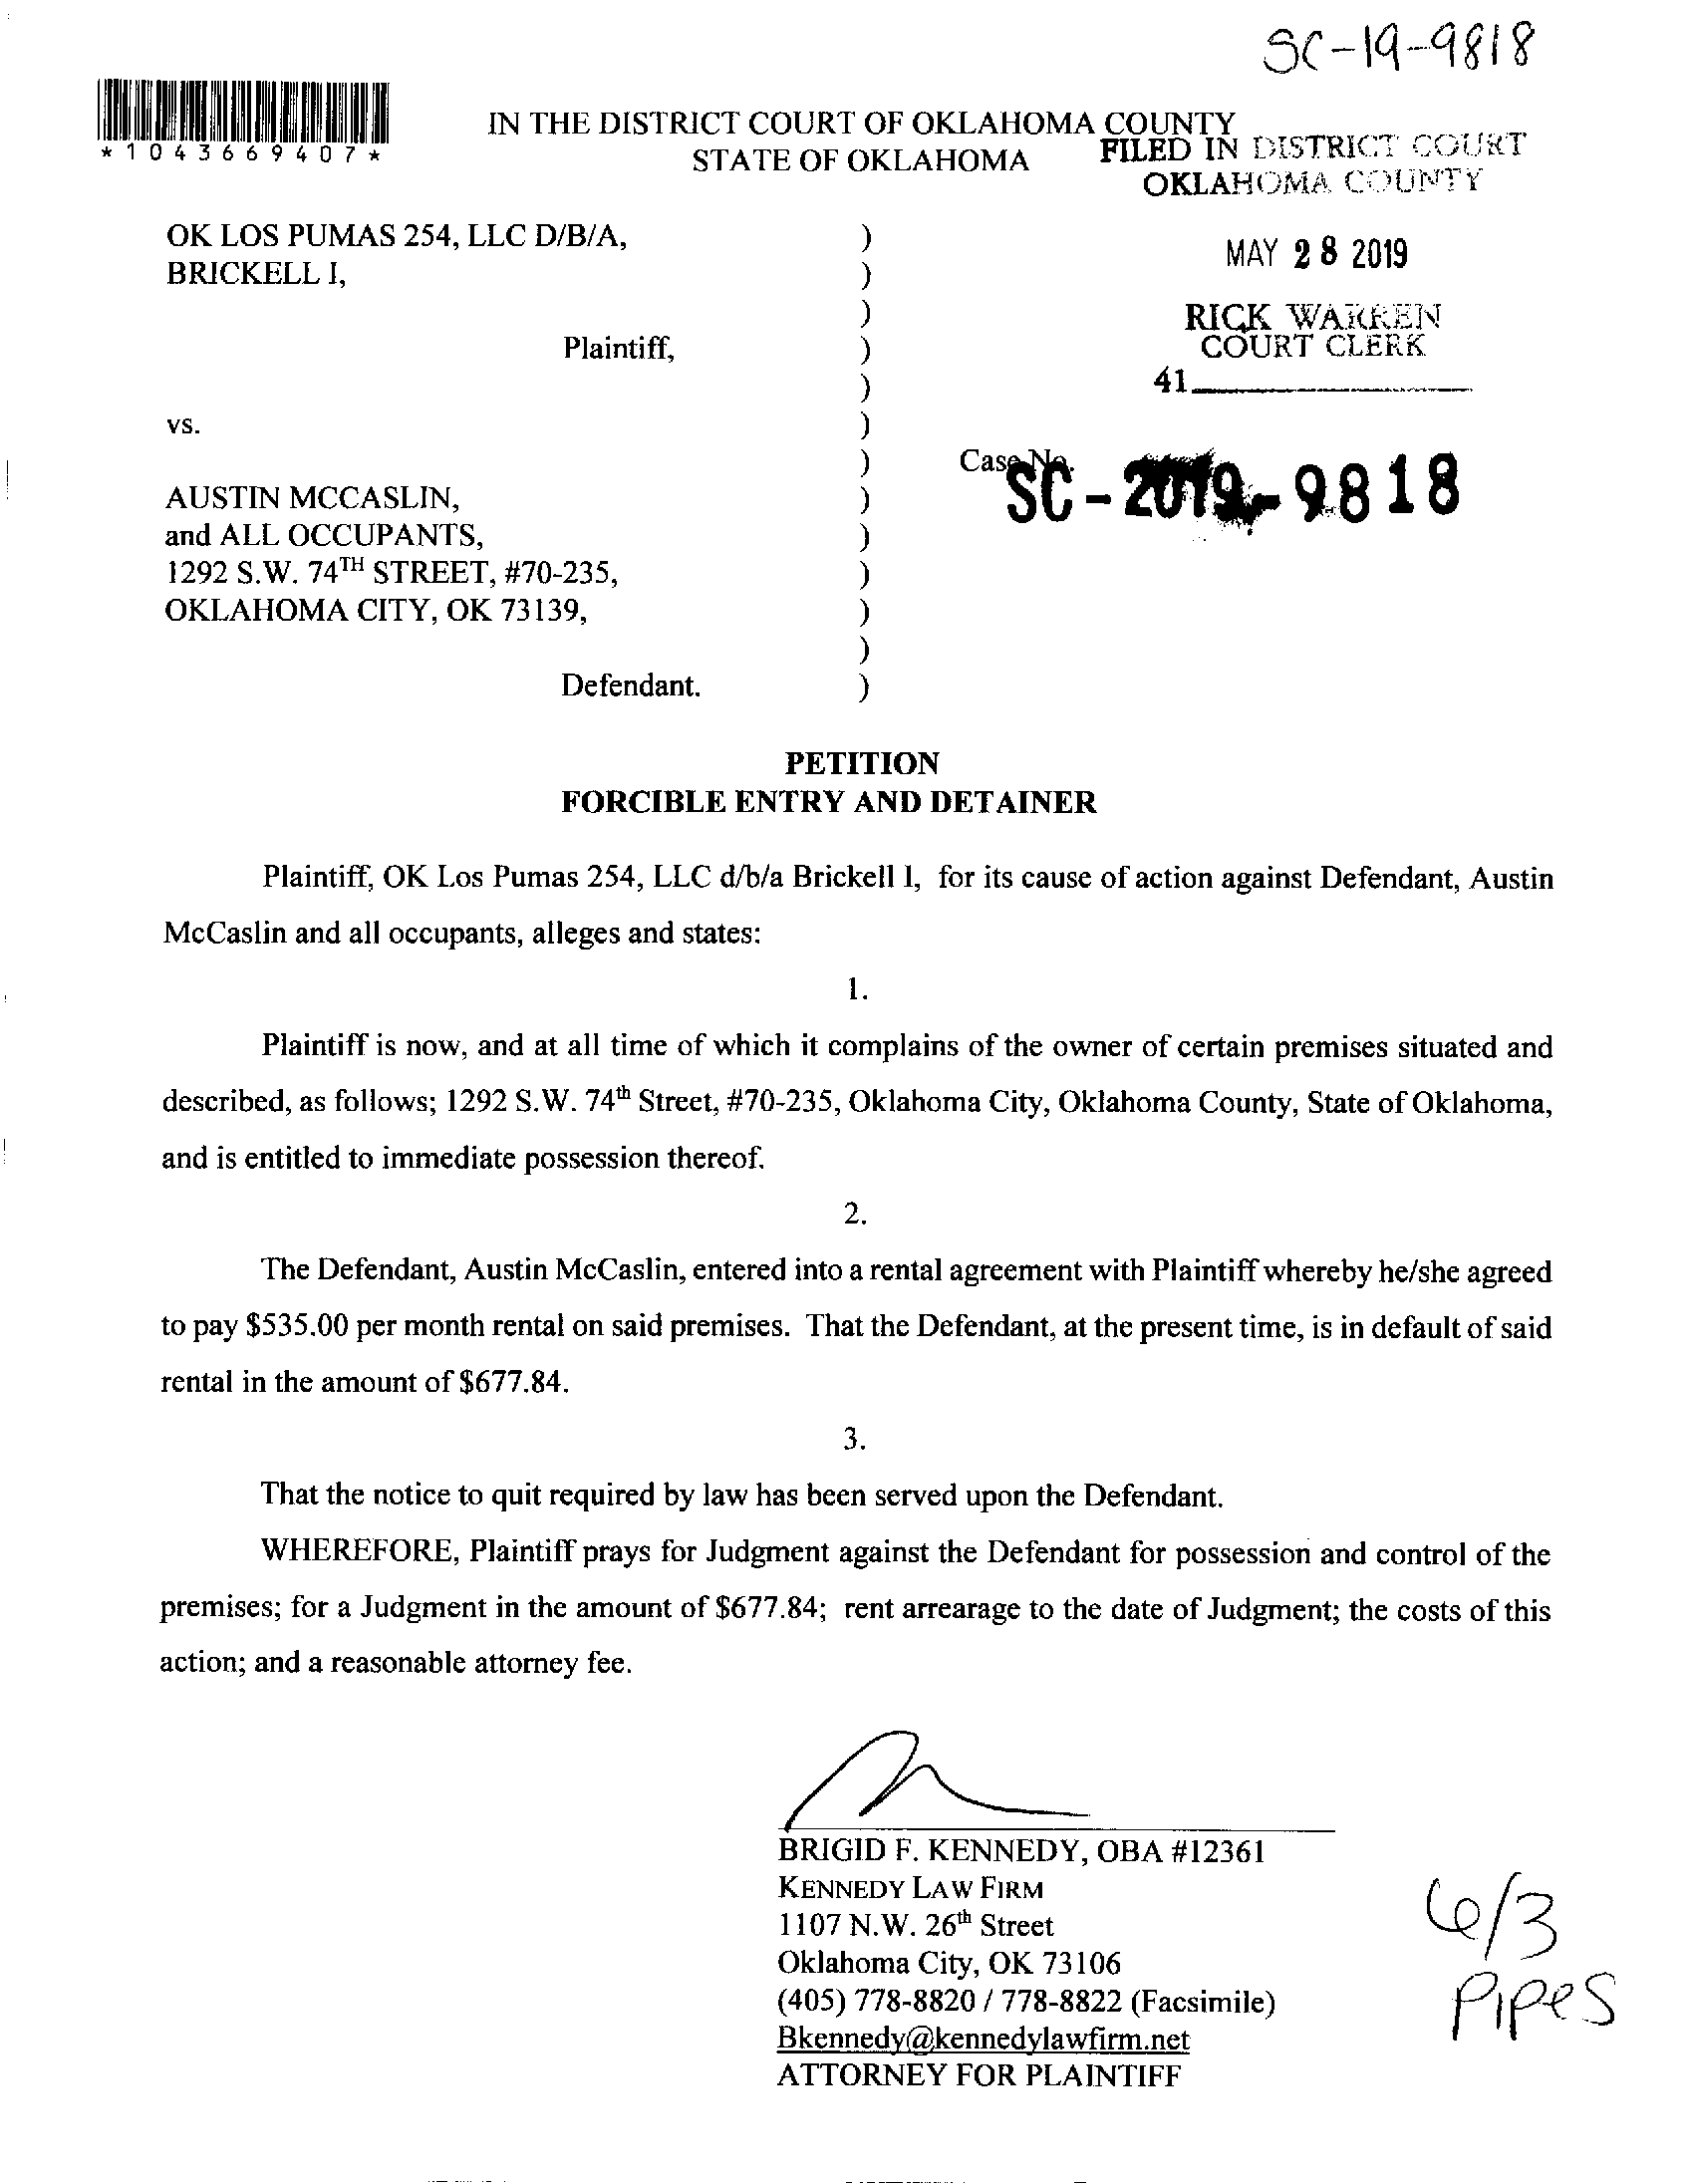 SC-19-9818
*1043669407*
IN THE DISTRICT COURT OF OKLAHOMA COUNTY
STATE OF OKLAHOMA
FILED IN DISTRICT COURT
OKLAHOMA COUNTY
MAY 28 2019
RICK WARREN
COURT CLERK
41
OK LOS PUMAS 254, LLC D/B/A, )
BRICKELL I, )
)
Plaintiff, )
)
vs. )
) Case No.
SC-2019-9818
AUSTIN MCCASLIN, )
and ALL OCCUPANTS, )
1292 S.W. 74TH STREET, #70-235, )
OKLAHOMA CITY, OK 73139, )
)
Defendant. )
PETITION
FORCIBLE ENTRY AND DETAINER
Plaintiff, OK Los Pumas 254, LLC d/b/a Brickell I, for its cause of action against Defendant, Austin
McCaslin and all occupants, alleges and states:
1.
Plaintiff is now, and at all time of which it complains of the owner of certain premises situated and
described, as follows; 1292 S.W. 74th Street, #70-235, Oklahoma City, Oklahoma County, State of Oklahoma,
and is entitled to immediate possession thereof.
2.
The Defendant, Austin McCaslin, entered into a rental agreement with Plaintiff whereby he/she agreed
to pay $535.00 per month rental on said premises. That the Defendant, at the present time, is in default of said
rental in the amount of $677.84.
3.
That the notice to quit required by law has been served upon the Defendant.
WHEREFORE, Plaintiff prays for Judgment against the Defendant for possession and control of the
premises; for a Judgment in the amount of $677.84; rent arrearage to the date of Judgment; the costs of this
action; and a reasonable attorney fee.
BRIGID F. KENNEDY, OBA #12361
KENNEDY LAW FIRM
1107 N.W. 26th Street
Oklahoma City, OK 73106
(405) 778-8820 / 778-8822 (Facsimile)
Bkennedy@kennedylawfirm.net
ATTORNEY FOR PLAINTIFF
6/3
Pipes